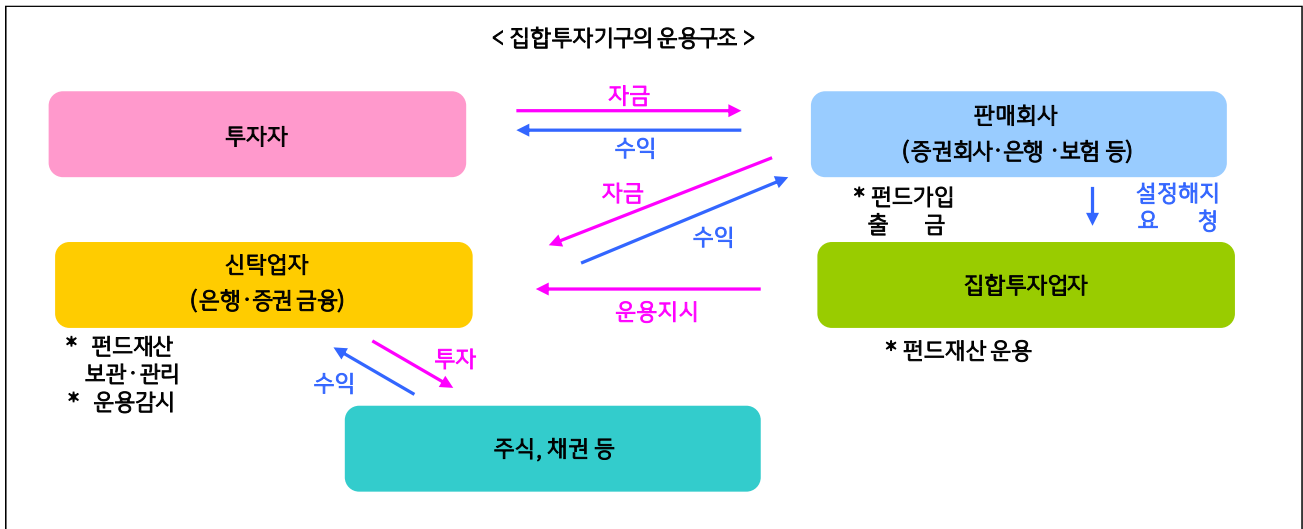 < 집합투자기구의 운용구조 >
투자자
자금
수익
판매회사
(증권회사·은행 ·보험 등)
자금
수익
* 펀드가입
출 금
설정해지
요 청
신탁업자
(은행·증권 금융)
운용지시
집합투자업자
* 펀드재산
보관·관리
* 운용감시
* 펀드재산 운용
투자
수익
주식, 채권 등